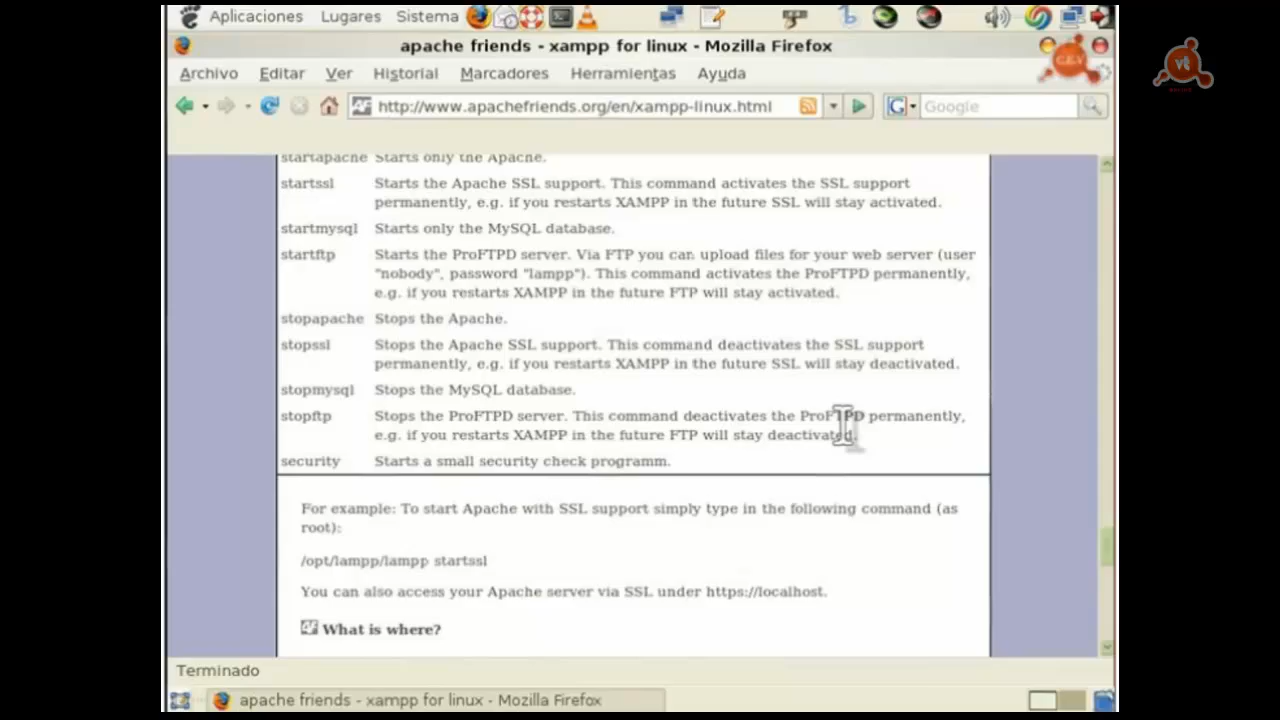 Aplicaciones Lugares Sistema
apache friends - xampp for linux - Mozilla Firefox
Archivo Editar Ver Historial Marcadores Herramientas Ayuda
http://www.apachefriends.org/en/xampp-linux.html
Google
startapache Starts only the Apache.
startssl Starts the Apache SSL support. This command activates the SSL support
permanently, e.g. if you restarts XAMPP in the future SSL will stay activated.
startmysql Starts only the MySQL database.
startftp Starts the ProFTPD server. Via FTP you can upload files for your web server (user
"nobody", password "lampp"). This command activates the ProFTPD permanently,
e.g. if you restarts XAMPP in the future FTP will stay activated.
stopapache Stops the Apache.
stopssl Stops the Apache SSL support. This command deactivates the SSL support
permanently, e.g. if you restarts XAMPP in the future SSL will stay deactivated.
stopmysql Stops the MySQL database.
stopftp Stops the ProFTPD server. This command deactivates the ProFTPD permanently,
e.g. if you restarts XAMPP in the future FTP will stay deactivated.
security Starts a small security check programm.
For example: To start Apache with SSL support simply type in the following command (as
root):
/opt/lampp/lampp startssl
You can also access your Apache server via SSL under https://localhost.
What is where?
Terminado
apache friends - xampp for linux - Mozilla Firefox
vt